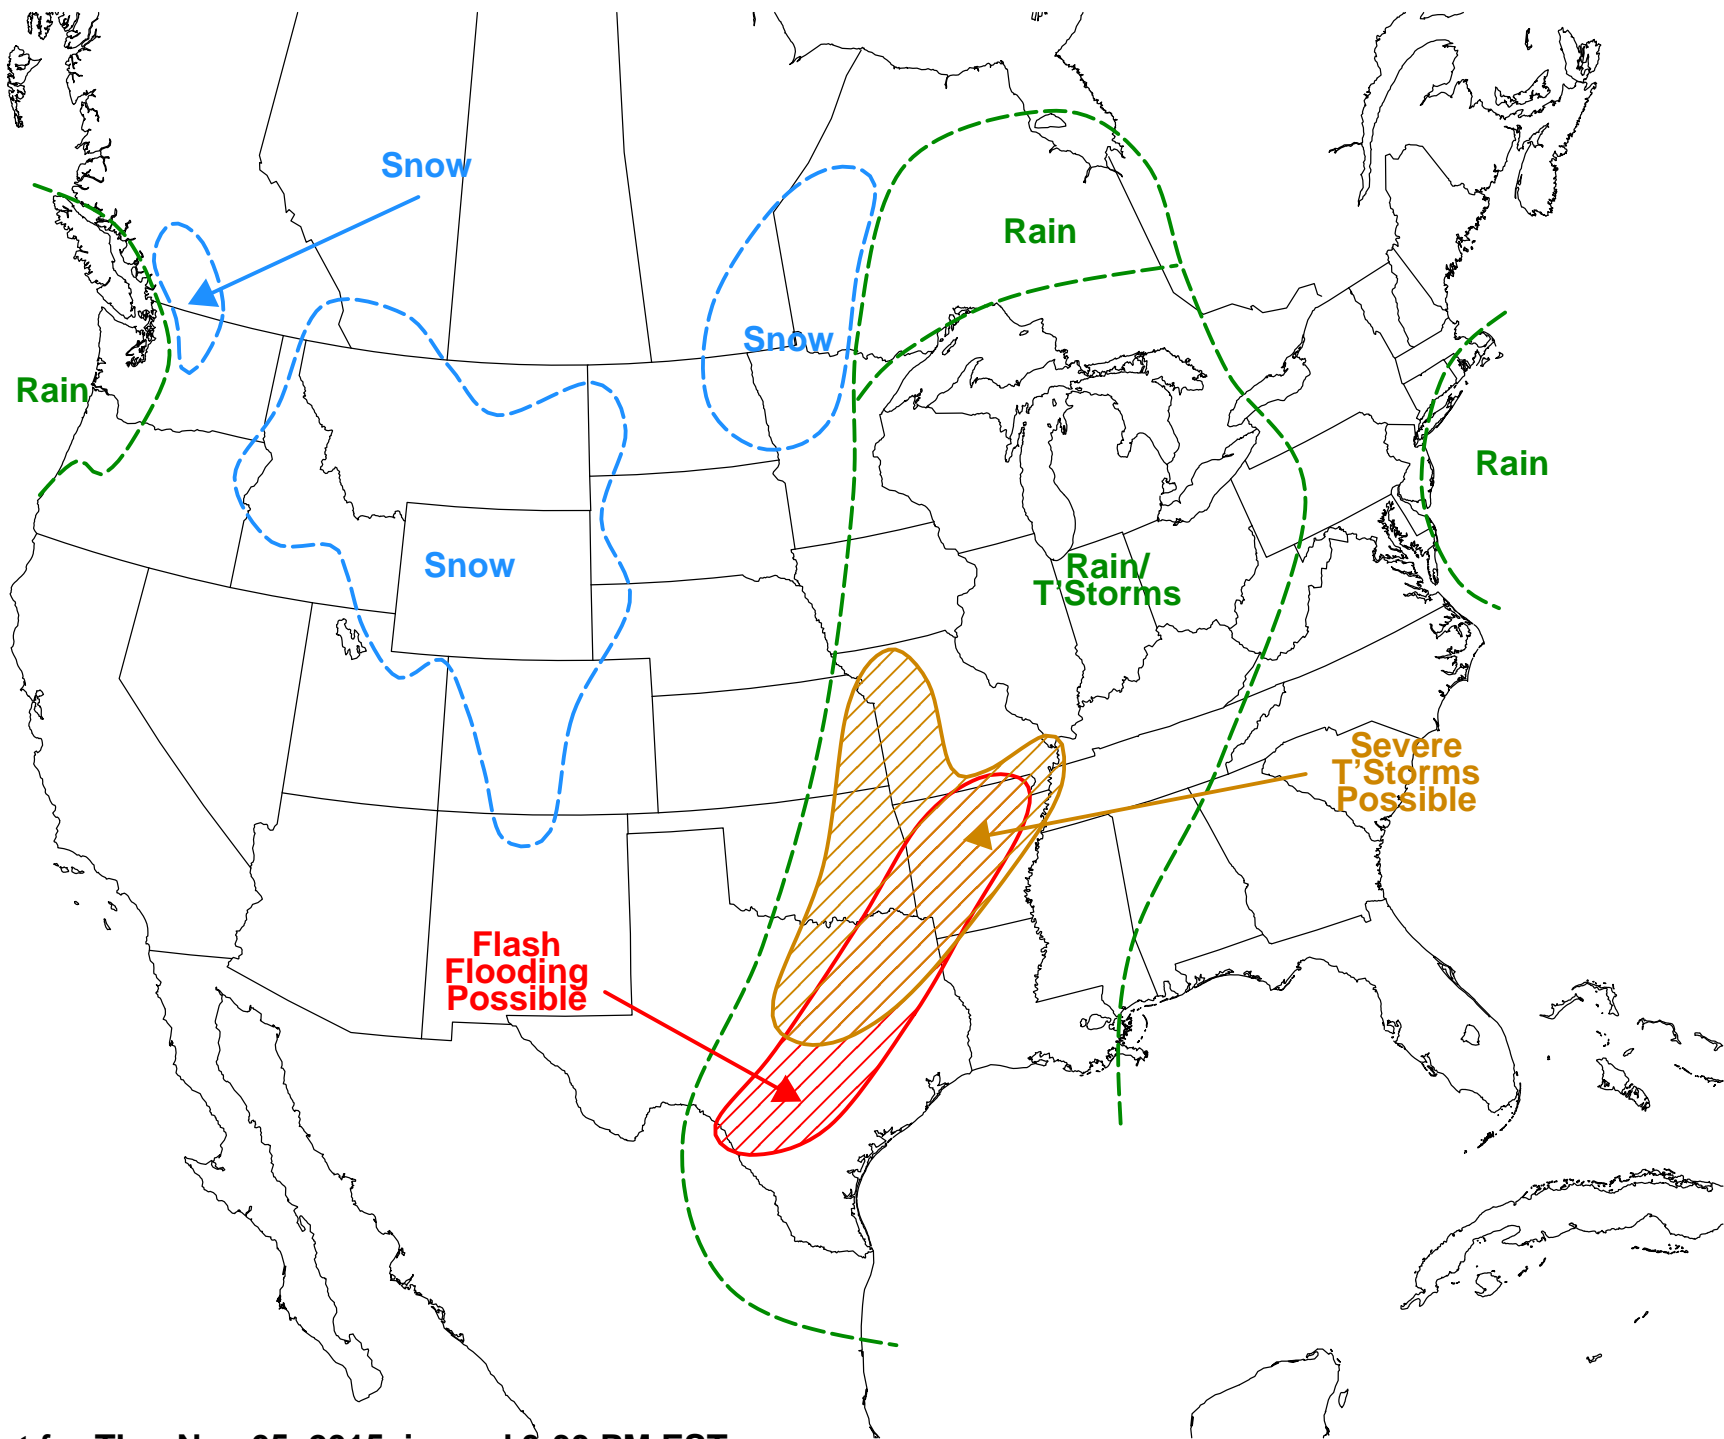 Snow
Rain
Snow
Rain
Rain
Snow
Rain/
T'Storms
Severe
T'Storms
Possible
Flash
Flooding
Possible